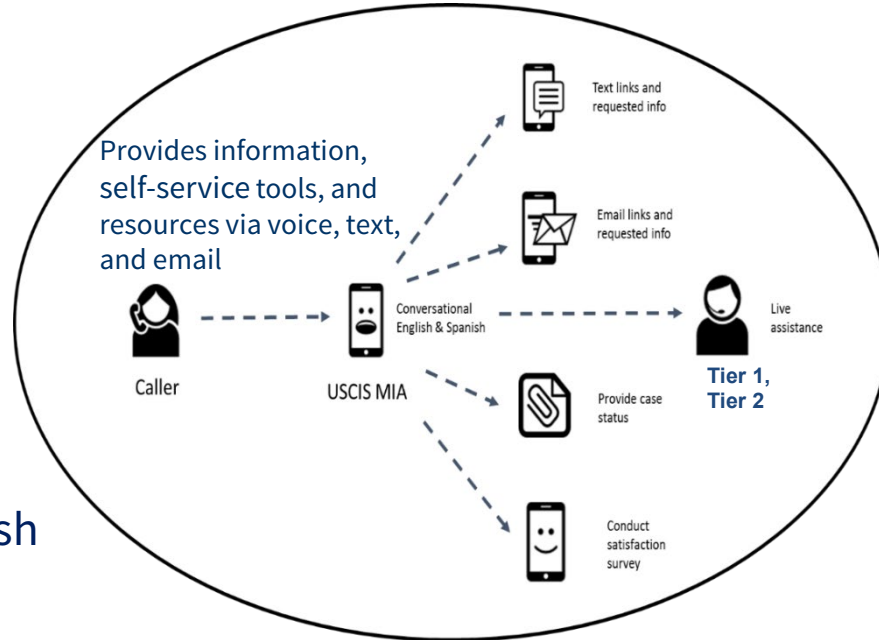 Text links and
requested info
Provides information,
self-service tools, and
resources via voice, text,
and email
Email links and
requested info
Conversational
English & Spanish
Live
assistance
Caller
USCIS MIA
Tier 1,
Tier 2
Provide case
status
sh
Conduct
satisfaction
survey